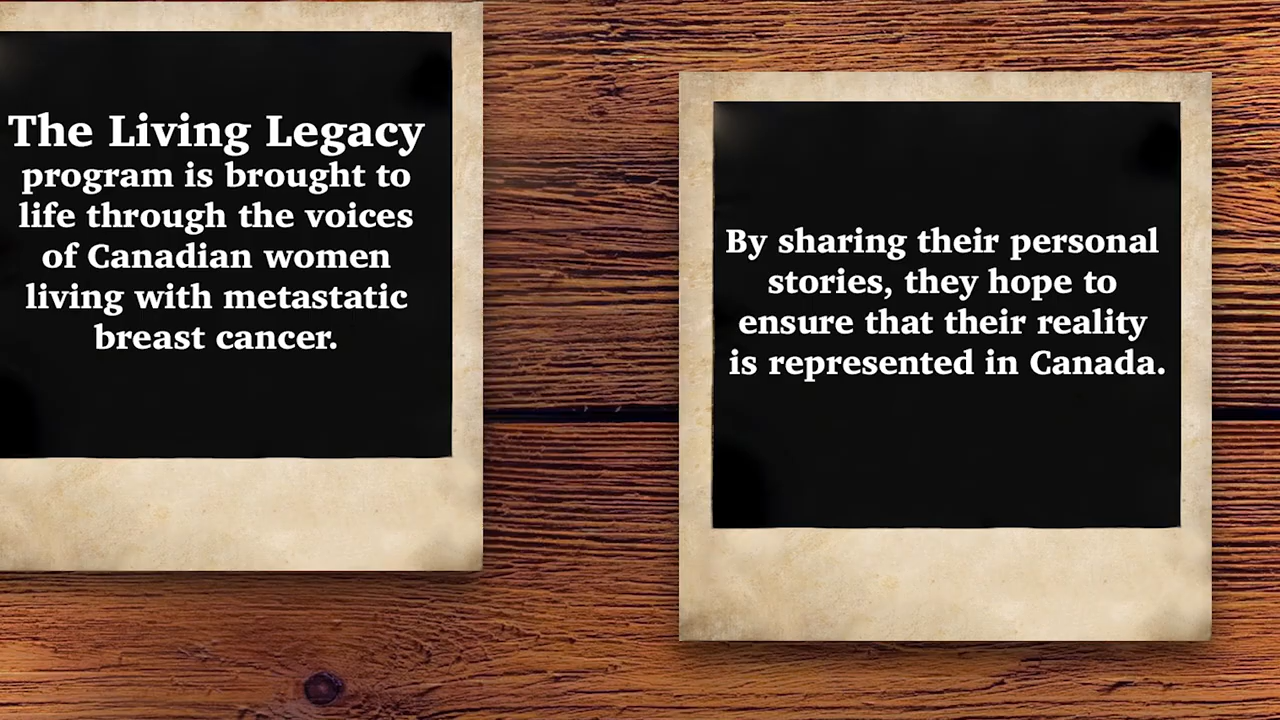 The Living Legacy
program is brought to
life through the voices
of Canadian women
living with metastatic
breast cancer.
By sharing their personal
stories, they hope to
ensure that their reality
is represented in Canada.